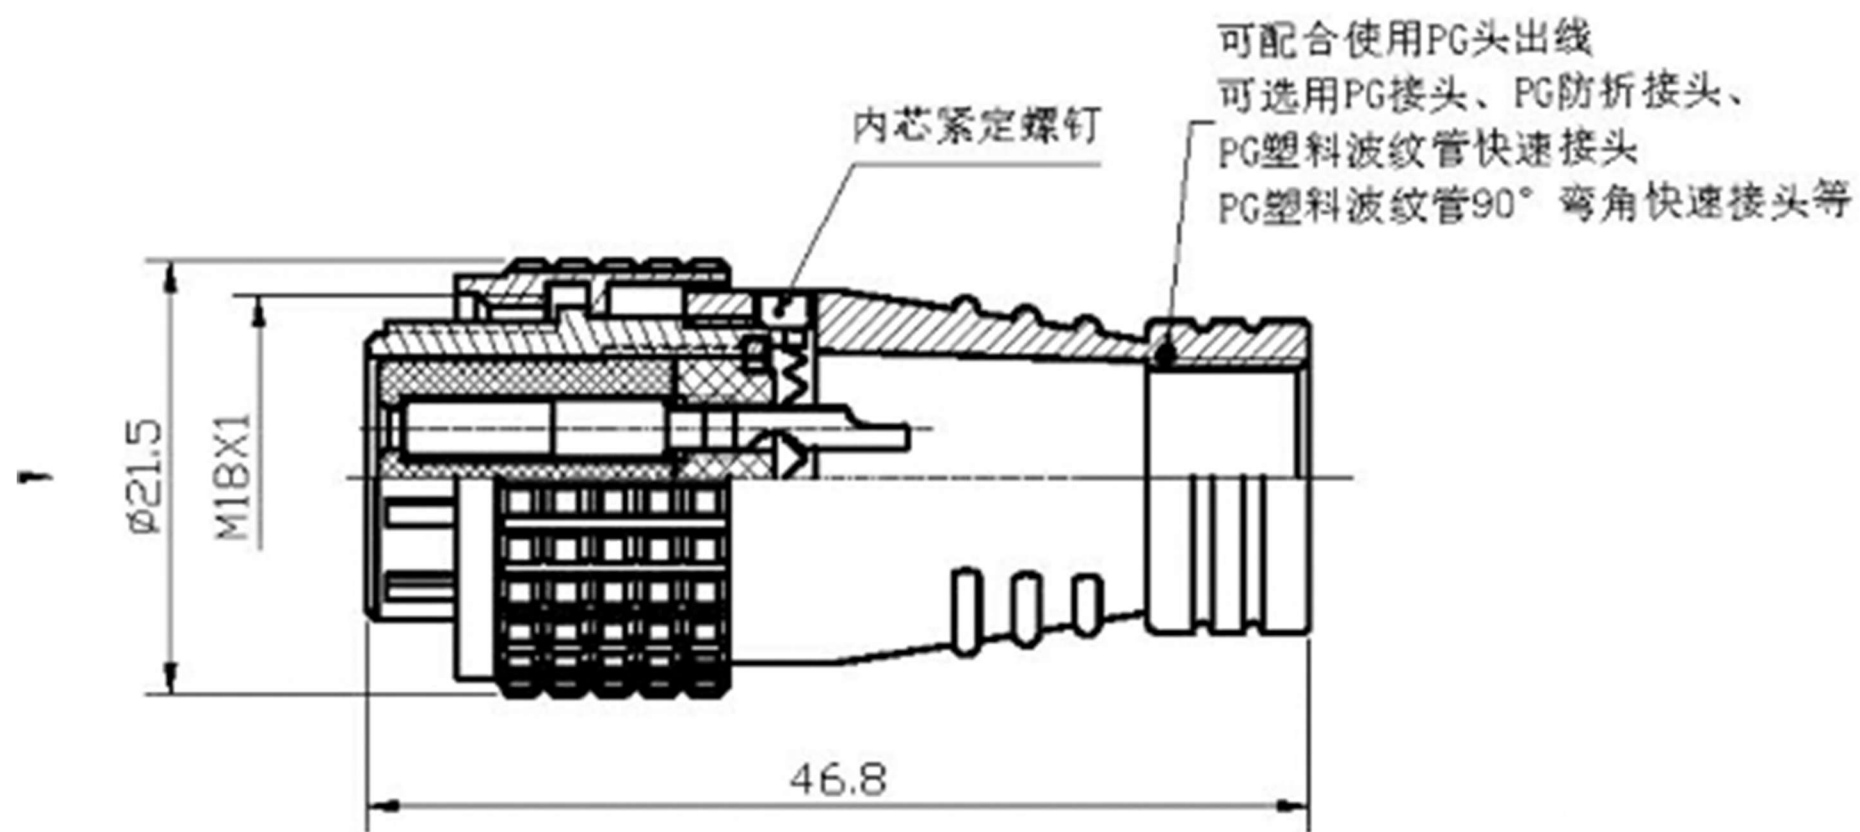 可配合使用PG头出线
可选用PG接头、PG防折接头、
PG塑料波纹管快速接头
PG塑料波纹管90°弯角快速接头等
内芯紧定螺钉
ø21.5
M18X1
46.8